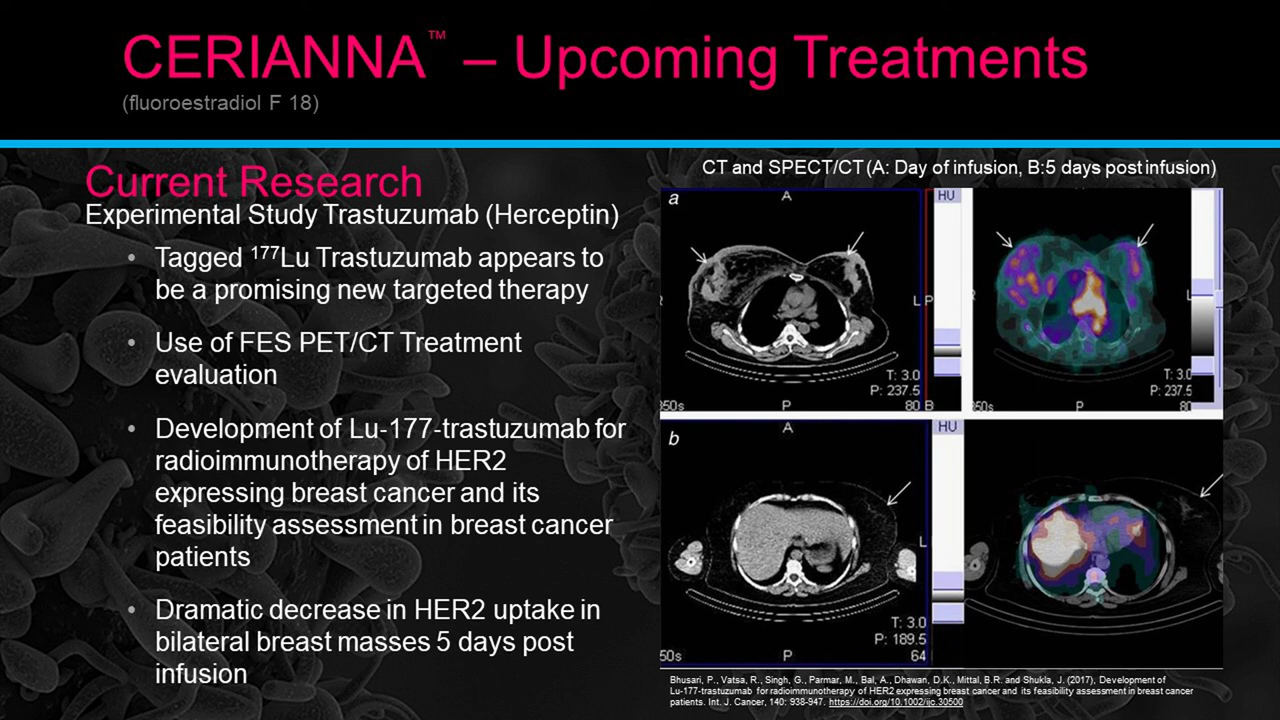 CERIANNA™ – Upcoming Treatments
(fluoroestradiol F 18)
Current Research
Experimental Study Trastuzumab (Herceptin)
• Tagged ¹⁷⁷Lu Trastuzumab appears to
be a promising new targeted therapy
• Use of FES PET/CT Treatment
evaluation
• Development of Lu-177-trastuzumab for
radioimmunotherapy of HER2
expressing breast cancer and its
feasibility assessment in breast cancer
patients
• Dramatic decrease in HER2 uptake in
bilateral breast masses 5 days post
infusion
CT and SPECT/CT (A: Day of infusion, B:5 days post infusion)
a
A
HU
L
P
T: 3.0
P: 237.5
P
80
B
L
T: 3.0
P: 237.5
P
80
HU
b
A
HU
L
T: 3.0
P: 189.5
50s
P
64
Bhusari, P., Vatsa, R., Singh, G., Parmar, M., Bal, A., Dhawan, D.K., Mittal, B.R. and Shukla, J. (2017), Development of
Lu-177-trastuzumab for radioimmunotherapy of HER2 expressing breast cancer and its feasibility assessment in breast cancer
patients. Int. J. Cancer, 140: 938-947. https://doi.org/10.1002/ijc.30500